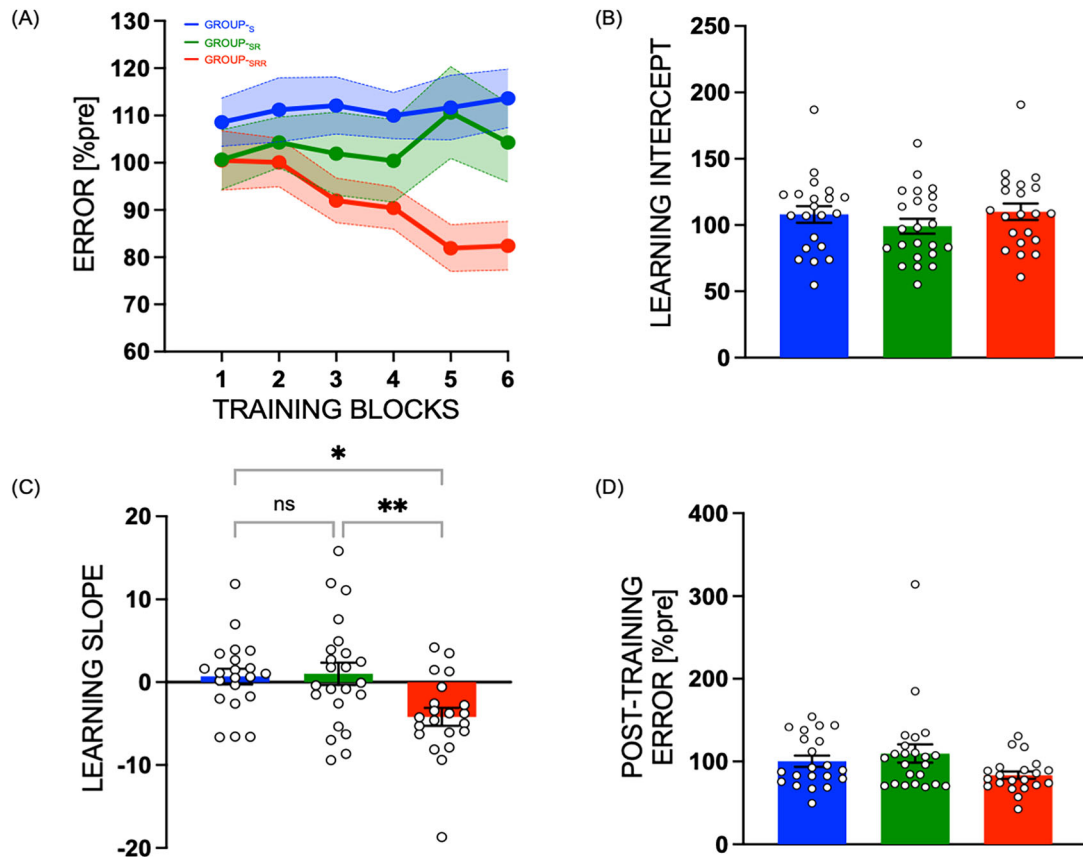 (A)
130
120
110
100
90
80
70
60
ERROR [%pre]
GROUP-S
GROUP-SR
GROUP-SRR
1 2 3 4 5 6
TRAINING BLOCKS
(B)
250
200
150
100
50
0
LEARNING INTERCEPT
(C)
*
ns
**
20
10
0
-10
-20
LEARNING SLOPE
(D)
400
300
200
100
0
POST-TRAINING
ERROR [%pre]